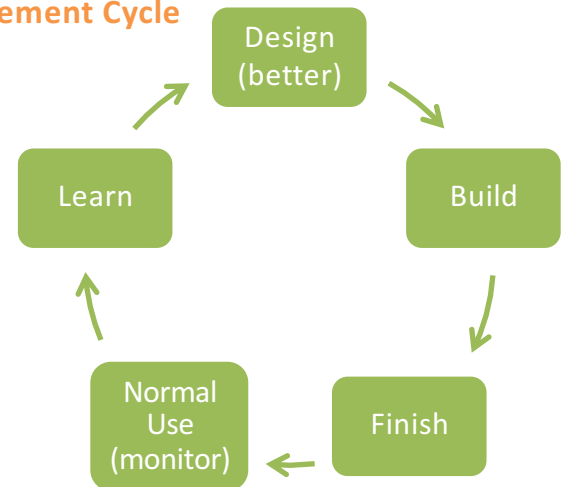 ement Cycle
Design
(better)
Build
Finish
Normal
Use
(monitor)
Learn